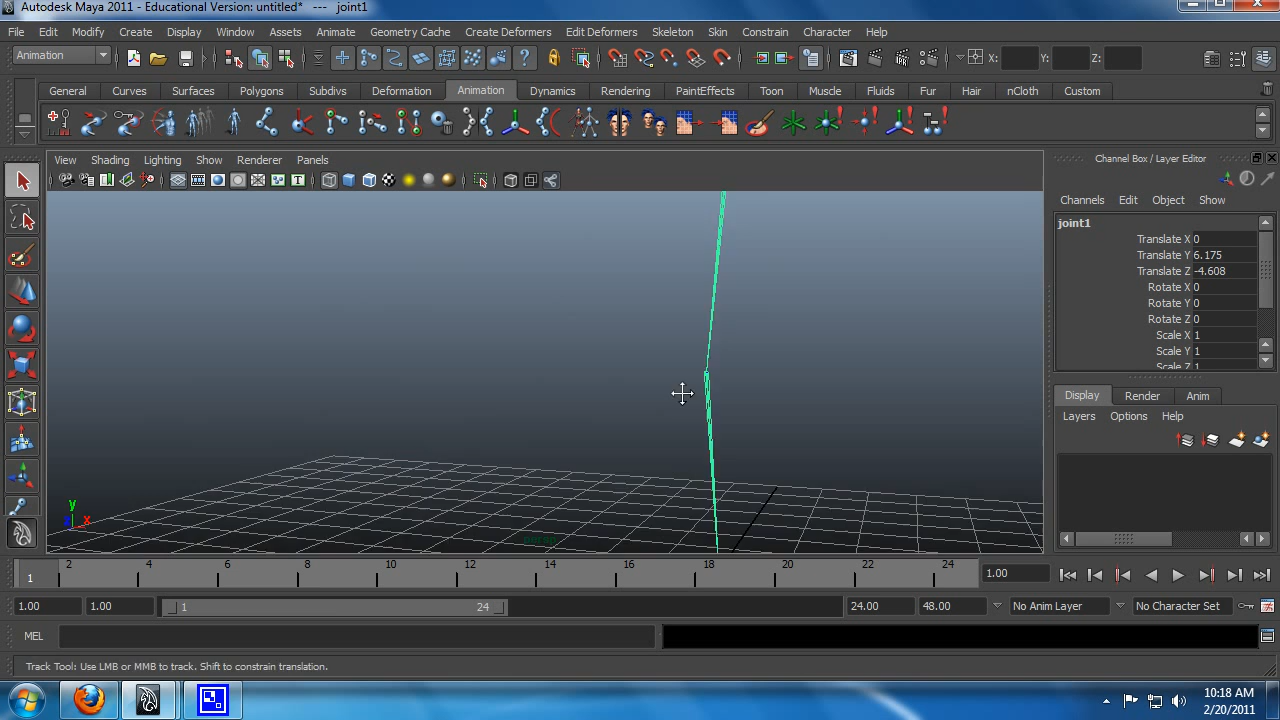 Autodesk Maya 2011 - Educational Version: untitled* --- joint1
File Edit Modify Create Display Window Assets Animate Geometry Cache Create Deformers Edit Deformers Skeleton Skin Constrain Character Help
Animation X: Y: Z:
General Curves Surfaces Polygons Subdivs Deformation Animation Dynamics Rendering PaintEffects Toon Muscle Fluids Fur Hair nCloth Custom
View Shading Lighting Show Renderer Panels
Channel Box / Layer Editor
Channels Edit Object Show
joint1
Translate X 0
Translate Y 6.175
Translate Z -4.608
Rotate X 0
Rotate Y 0
Rotate Z 0
Scale X 1
Scale Y 1
Scale Z 1
Display Render Anim
Layers Options Help
y
z x
persp
1 2 4 6 8 10 12 14 16 18 20 22 24 1.00
1.00 1.00 1 24 24.00 48.00 No Anim Layer No Character Set
MEL
Track Tool: Use LMB or MMB to track. Shift to constrain translation.
10:18 AM
2/20/2011